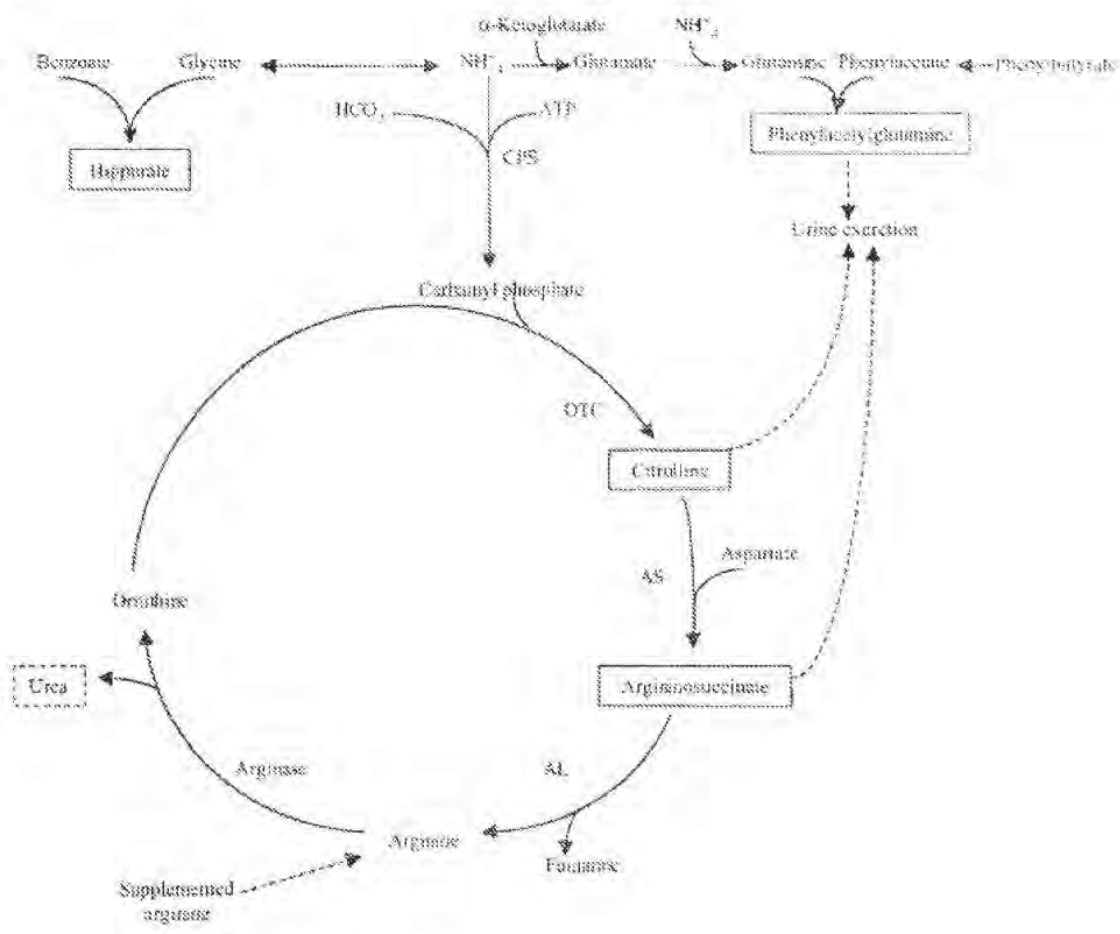 α-Ketoglutarate
NH⁺₄
Benzoate
Glycine
NH⁺₄
Glutamate
Glutamine
Phenylacetate
Phenylbutyrate
HCO₃
ATP
CPS
Hippurate
Phenylacetylglutamine
Urine excretion
Carbamyl phosphate
OTC
Citrulline
Aspartate
AS
Ornithine
Urea
Argininosuccinate
Arginase
AL
Arginine
Fumarate
Supplemented
arginine